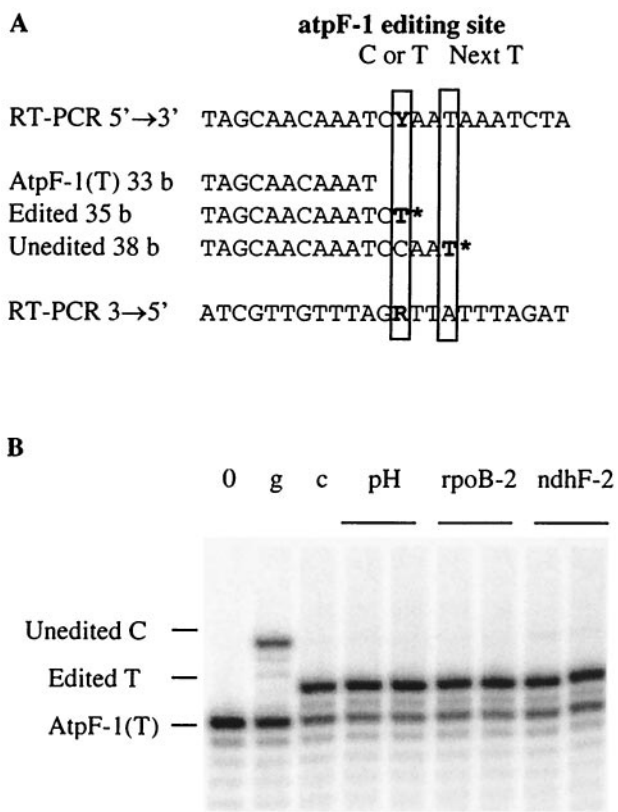 A
atpF-1 editing site
C or T Next T
RT-PCR 5'→3' TAGCAACAAATCYAATAAATCTA
AtpF-1(T) 33 b TAGCAACAAAT
Edited 35 b TAGCAACAAATCT*
Unedited 38 b TAGCAACAAATCCAAT*
RT-PCR 3→5' ATCGTTGTTTAGRTTATTTAGAT
B
0 g c pH rpoB-2 ndhF-2
Unedited C
Edited T
AtpF-1(T)